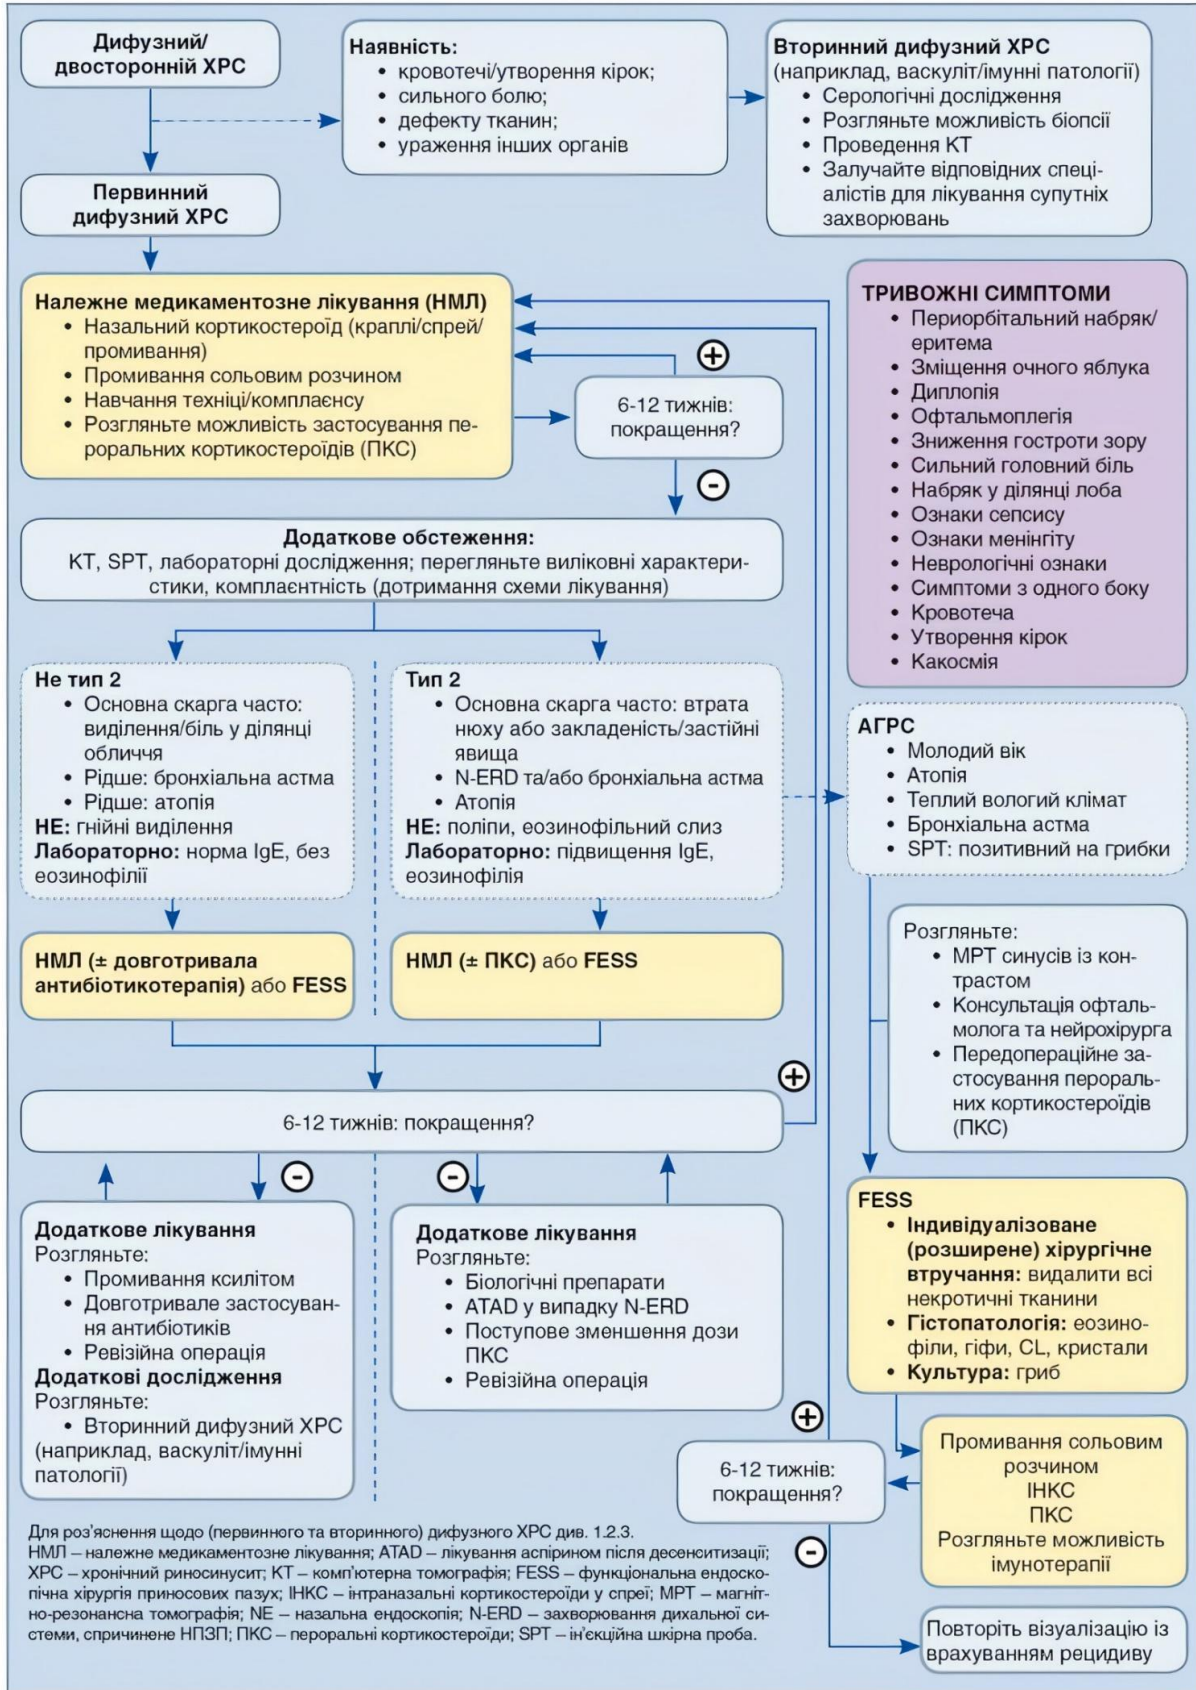 Дифузний/
двосторонній ХРС
Наявність:
• кровотечі/утворення кірок;
• сильного болю;
• дефекту тканин;
• ураження інших органів
Вторинний дифузний ХРС
(наприклад, васкуліт/імунні патології)
• Серологічні дослідження
• Розгляньте можливість біопсії
• Проведення КТ
• Залучайте відповідних спеці-
алістів для лікування супутніх
захворювань
Первинний
дифузний ХРС
Належне медикаментозне лікування (НМЛ)
• Назальний кортикостероїд (краплі/спрей/
промивання)
• Промивання сольовим розчином
• Навчання техніці/комплаєнсу
• Розгляньте можливість застосування пе-
роральних кортикостероїдів (ПКС)
+
6-12 тижнів:
покращення?
-
ТРИВОЖНІ СИМПТОМИ
• Периорбітальний набряк/
еритема
• Зміщення очного яблука
• Диплопія
• Офтальмоплегія
• Зниження гостроти зору
• Сильний головний біль
• Набряк у ділянці лоба
• Ознаки сепсису
• Ознаки менінгіту
• Неврологічні ознаки
• Симптоми з одного боку
• Кровотеча
• Утворення кірок
• Какосмія
Додаткове обстеження:
КТ, SPT, лабораторні дослідження; перегляньте виліковні характери-
стики, комплаєнтність (дотримання схеми лікування)
Не тип 2
• Основна скарга часто:
виділення/біль у ділянці
обличчя
• Рідше: бронхіальна астма
• Рідше: атопія
НЕ: гнійні виділення
Лабораторно: норма IgE, без
еозинофілії
Тип 2
• Основна скарга часто: втрата
нюху або закладеність/застійні
явища
• N-ERD та/або бронхіальна астма
• Атопія
НЕ: поліпи, еозинофільний слиз
Лабораторно: підвищення IgE,
еозинофілія
АГРС
• Молодий вік
• Атопія
• Теплий вологий клімат
• Бронхіальна астма
• SPT: позитивний на грибки
НМЛ (± довготривала
антибіотикотерапія) або FESS
НМЛ (± ПКС) або FESS
Розгляньте:
• МРТ синусів із кон-
трастом
• Консультація офталь-
молога та нейрохірурга
• Передопераційне за-
стосування перораль-
них кортикостероїдів
(ПКС)
+
6-12 тижнів: покращення?
-
-
Додаткове лікування
Розгляньте:
• Промивання ксилітом
• Довготривале застосуван-
ня антибіотиків
• Ревізійна операція
Додаткові дослідження
Розгляньте:
• Вторинний дифузний ХРС
(наприклад, васкуліт/імунні
патології)
Додаткове лікування
Розгляньте:
• Біологічні препарати
• ATAD у випадку N-ERD
• Поступове зменшення дози
ПКС
• Ревізійна операція
FESS
• Індивідуалізоване
(розширене) хірургічне
втручання: видалити всі
некротичні тканини
• Гістопатологія: еозино-
філи, гіфи, CL, кристали
• Культура: гриб
+
6-12 тижнів:
покращення?
-
Промивання сольовим
розчином
ІНКС
ПКС
Розгляньте можливість
імунотерапії
Повторіть візуалізацію із
врахуванням рецидиву
Для роз'яснення щодо (первинного та вторинного) дифузного ХРС див. 1.2.3.
НМЛ – належне медикаментозне лікування; ATAD – лікування аспірином після десенситизації;
ХРС – хронічний риносинусит; КТ – комп'ютерна томографія; FESS – функціональна ендоско-
пічна хірургія приносових пазух; ІНКС – інтраназальні кортикостероїди у спреї; МРТ – магніт-
но-резонансна томографія; NE – назальна ендоскопія; N-ERD – захворювання дихальної си-
стеми, спричинене НПЗП; ПКС – пероральні кортикостероїди; SPT – ін'єкційна шкірна проба.